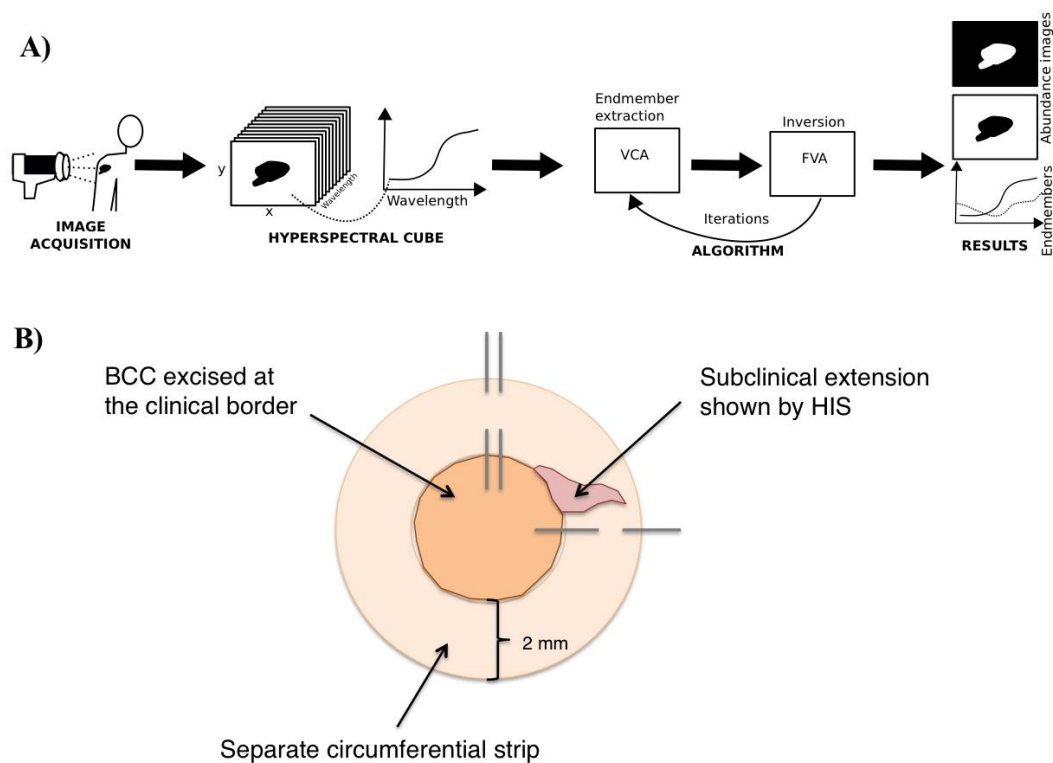 A)
IMAGE
ACQUISITION
y
x
Wavelength
Wavelength
HYPERSPECTRAL CUBE
Endmember
extraction
VCA
Inversion
FVA
Iterations
ALGORITHM
Abundance images
Endmembers
RESULTS
B)
BCC excised at
the clinical border
Subclinical extension
shown by HIS
2 mm
Separate circumferential strip